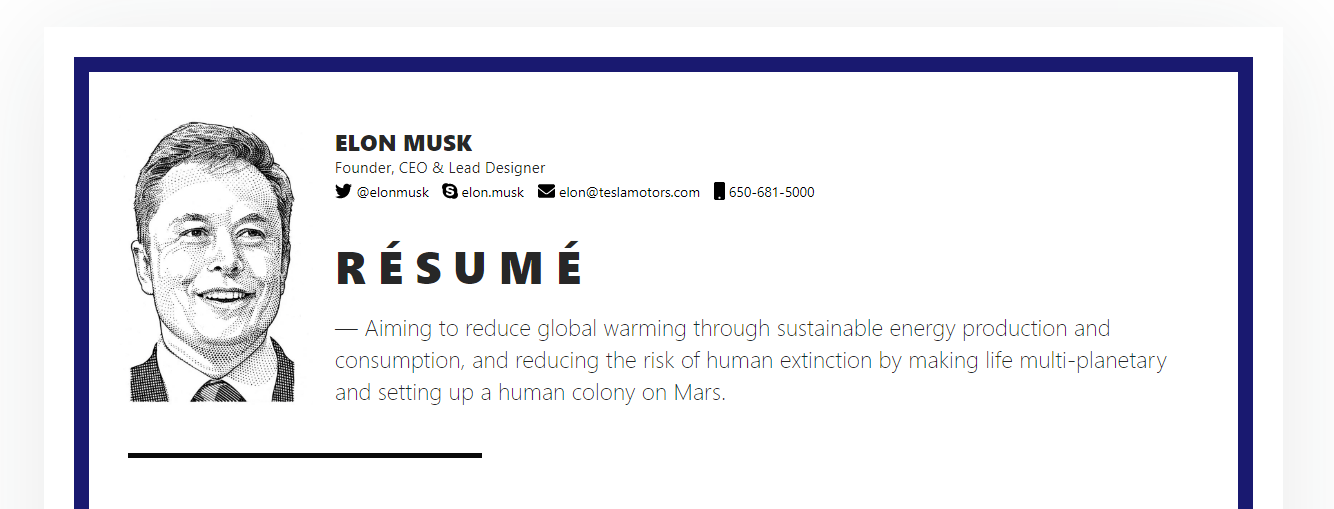 ELON MUSK
Founder, CEO & Lead Designer
@elonmusk elon.musk elon@teslamotors.com 650-681-5000
RÉSUMÉ
— Aiming to reduce global warming through sustainable energy production and
consumption, and reducing the risk of human extinction by making life multi-planetary
and setting up a human colony on Mars.